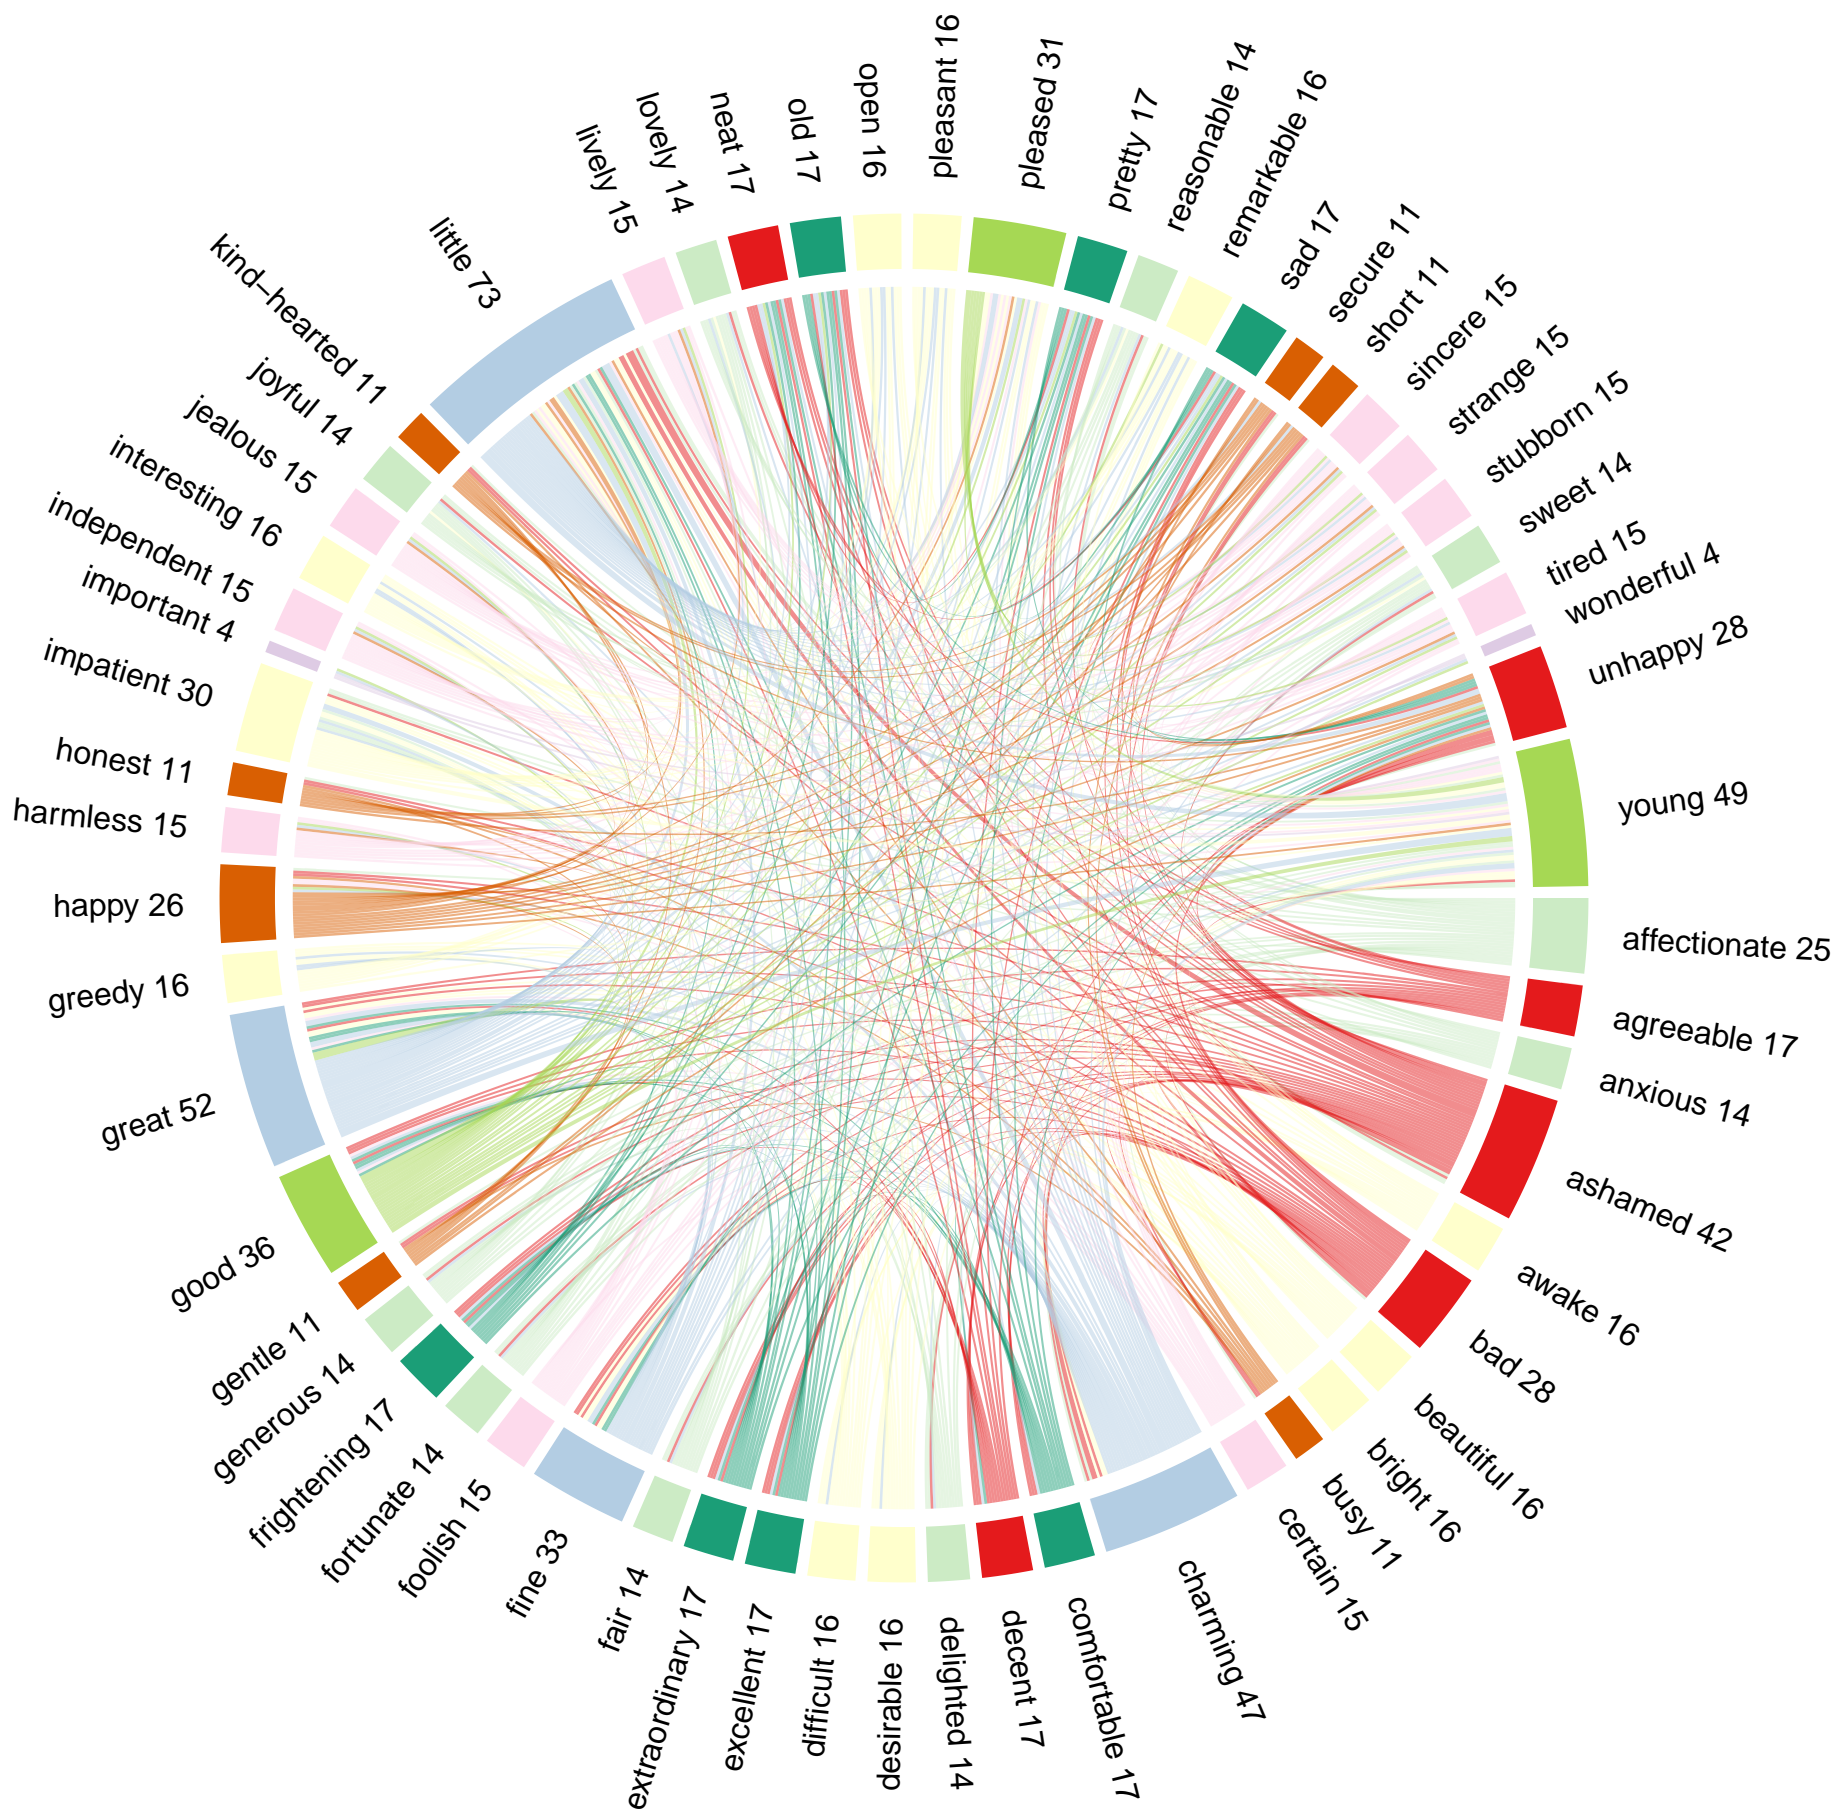 pleasant 16
pleased 31
pretty 17
reasonable 14
remarkable 16
sad 17
secure 11
short 11
sincere 15
strange 15
stubborn 15
sweet 14
tired 15
wonderful 4
unhappy 28
young 49
affectionate 25
agreeable 17
anxious 14
ashamed 42
awake 16
bad 28
beautiful 16
bright 16
busy 11
certain 15
charming 47
comfortable 17
decent 17
delighted 14
desirable 16
difficult 16
excellent 17
extraordinary 17
fair 14
fine 33
foolish 15
fortunate 14
frightening 17
generous 14
gentle 11
good 36
great 52
greedy 16
happy 26
harmless 15
honest 11
impatient 30
important 4
independent 15
interesting 16
jealous 15
joyful 14
kind−hearted 11
little 73
lively 15
lovely 14
neat 17
old 17
open 16